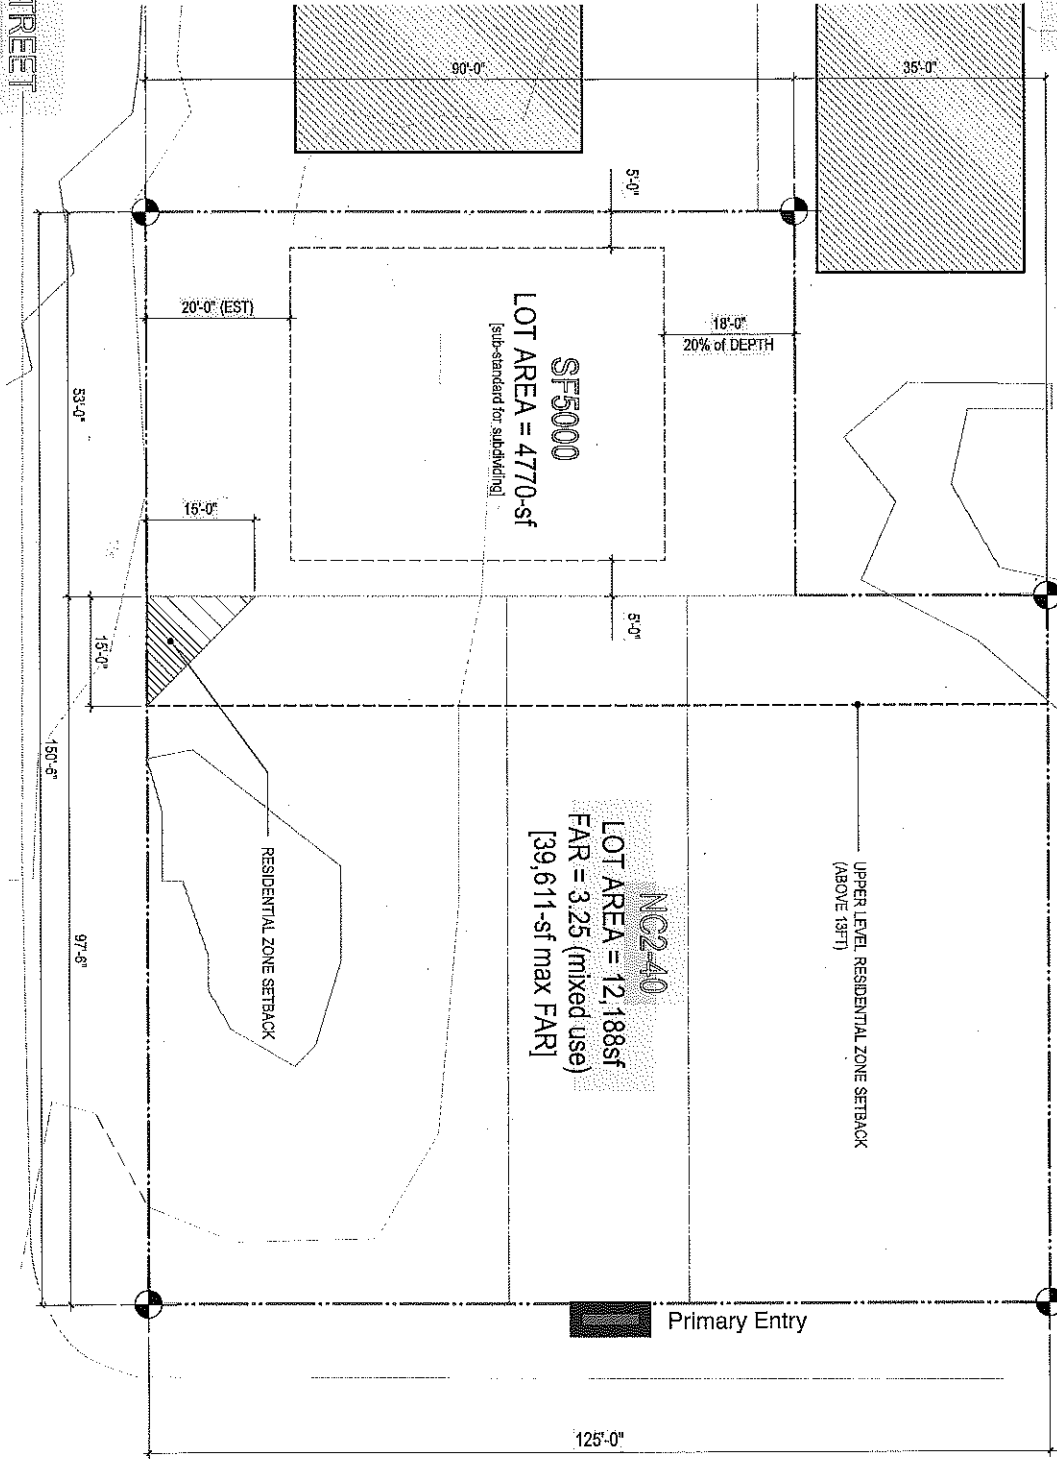 TREET
90'-0"
35'-0"
5'-0"
20'-0" (EST)
18'-0"
20% of DEPTH
SF5000
LOT AREA = 4770-sf
[sub-standard for subdividing]
53'-0"
15'-0"
5'-0"
15'-0"
150'-6"
97'-6"
RESIDENTIAL ZONE SETBACK
UPPER LEVEL RESIDENTIAL ZONE SETBACK
(ABOVE 13FT)
NC2-40
LOT AREA = 12,188sf
FAR = 3.25 (mixed use)
[39,611-sf max FAR]
Primary Entry
125'-0"